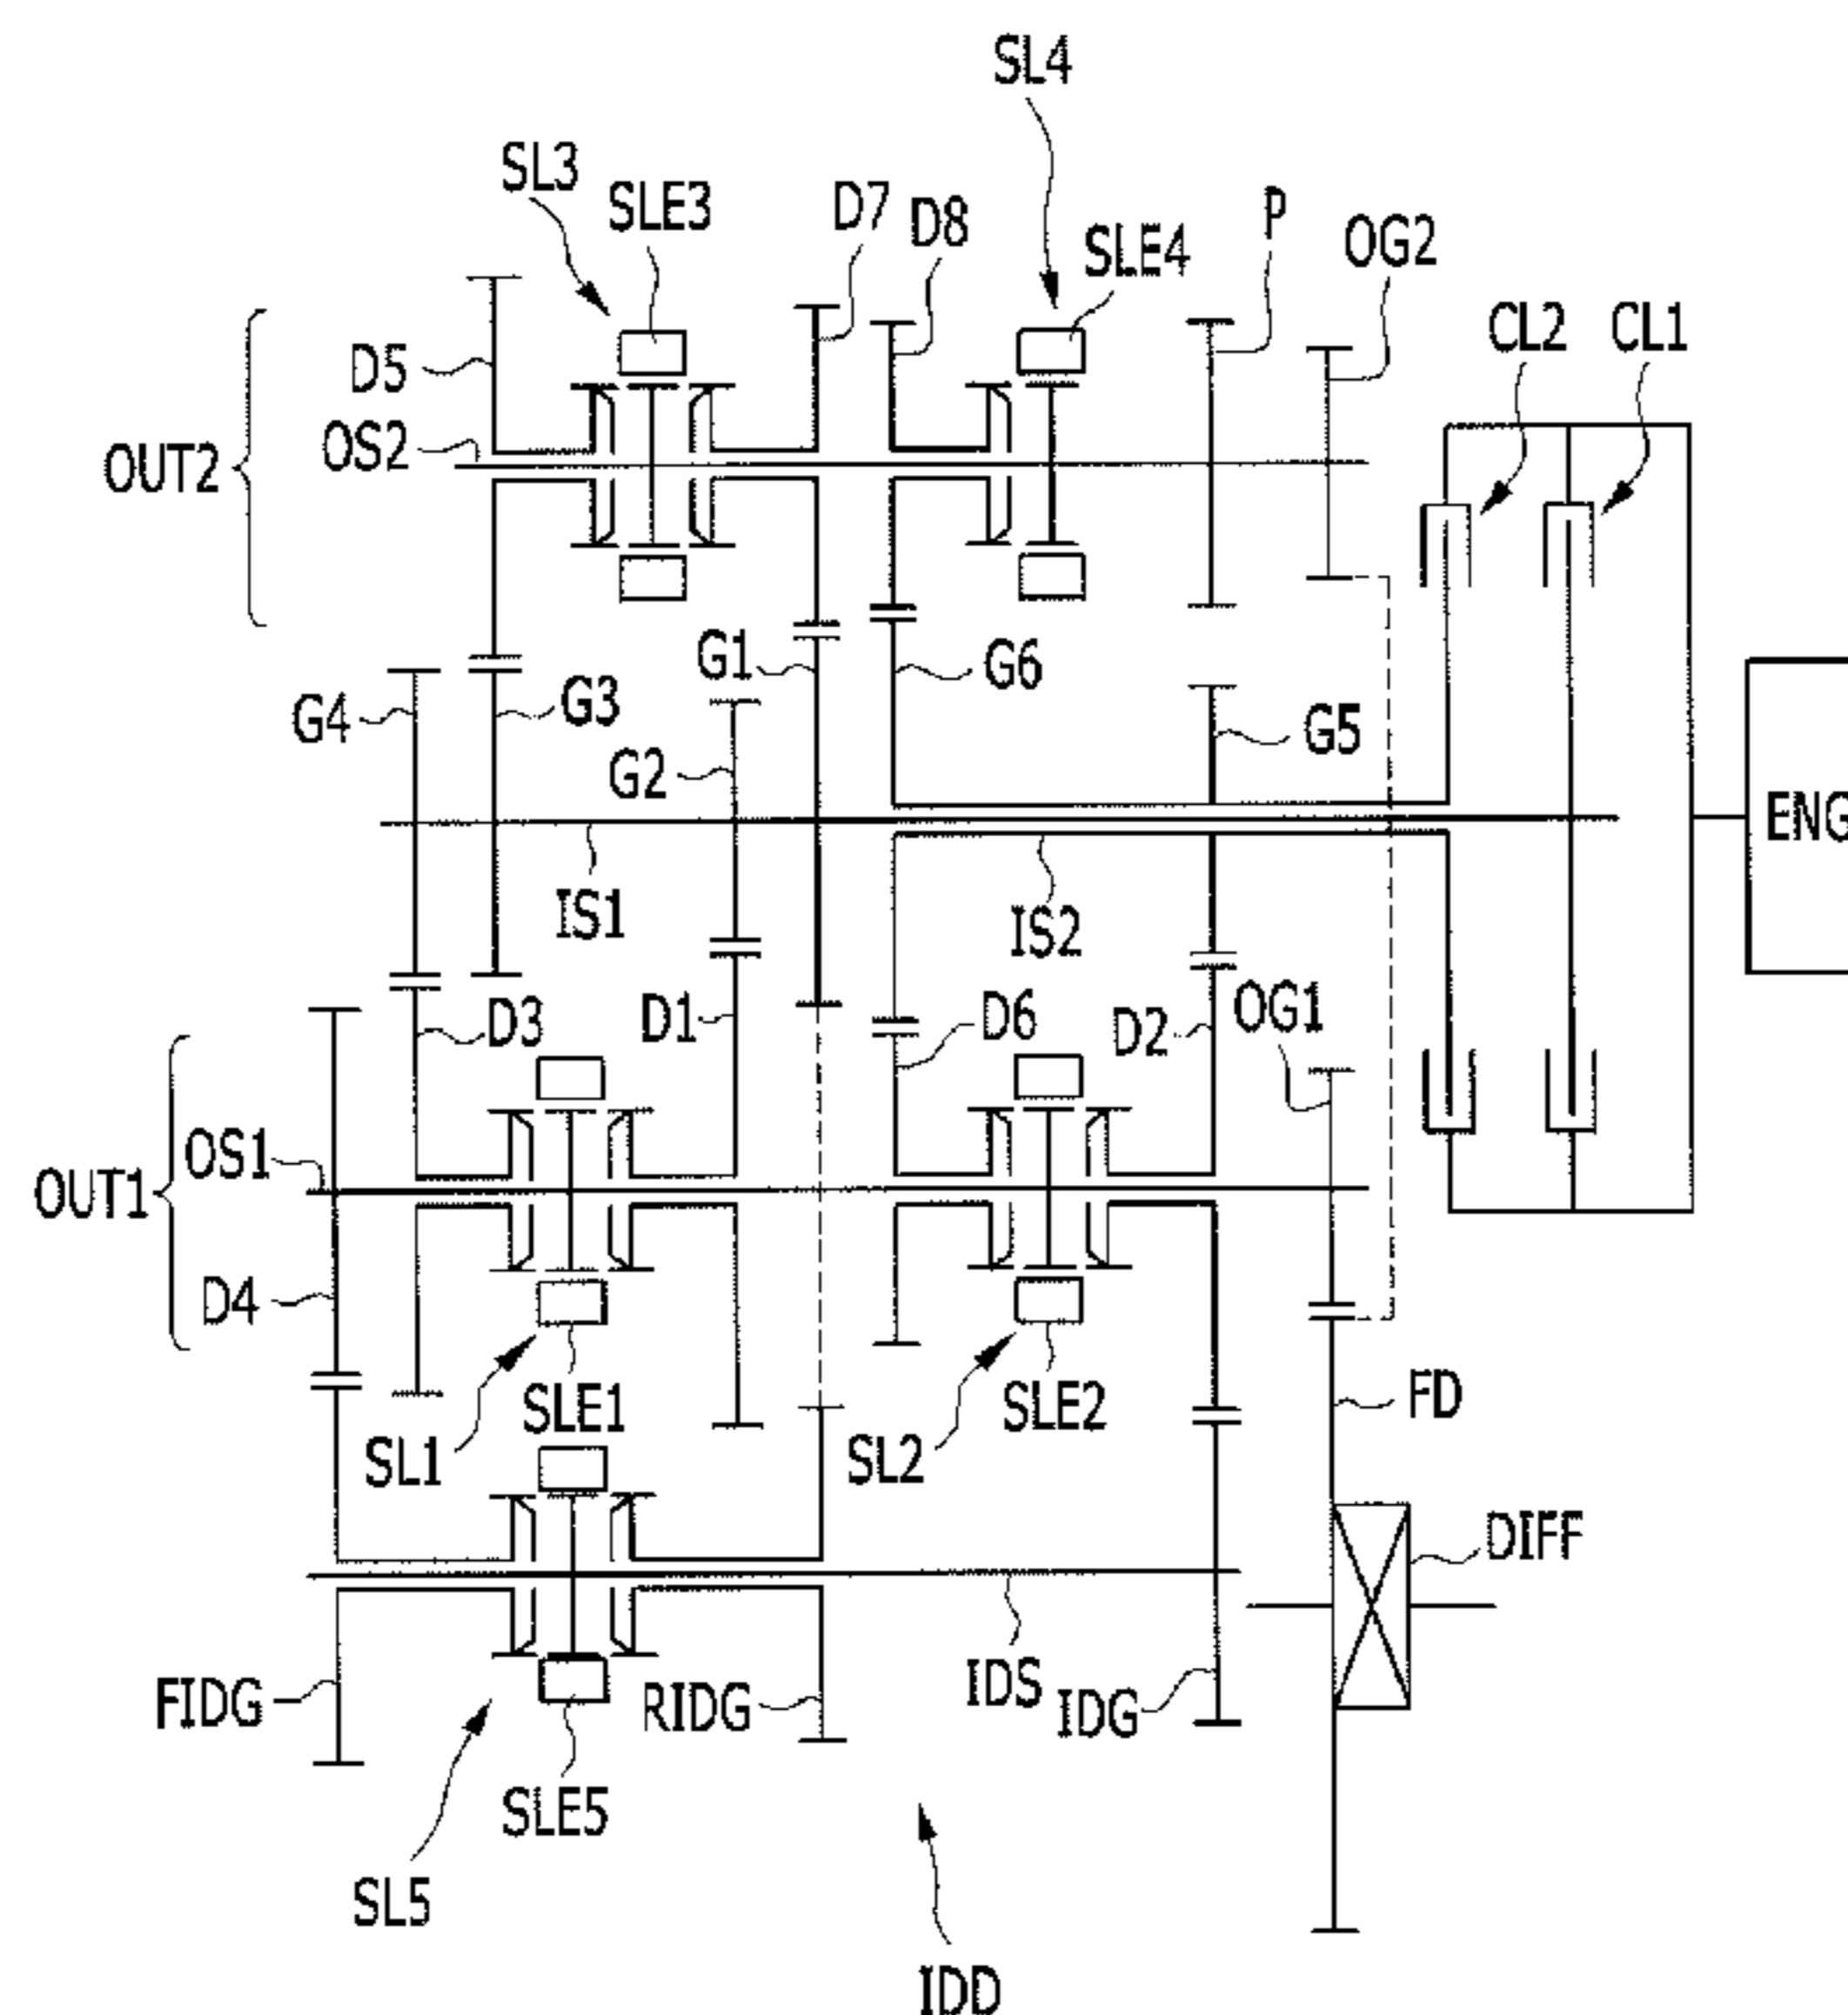 SL4
SL3
SLE3
D7
D8
SLE4
P
OG2
CL2
CL1
D5
OS2
OUT2
G1
G6
G4
G3
G5
G2
ENG
IS1
IS2
D3
D1
D6
D2
OG1
OS1
OUT1
D4
SLE1
SLE2
FD
SL1
SL2
DIFF
FIDG
RIDG
IDS
IDG
SLE5
SL5
IDD